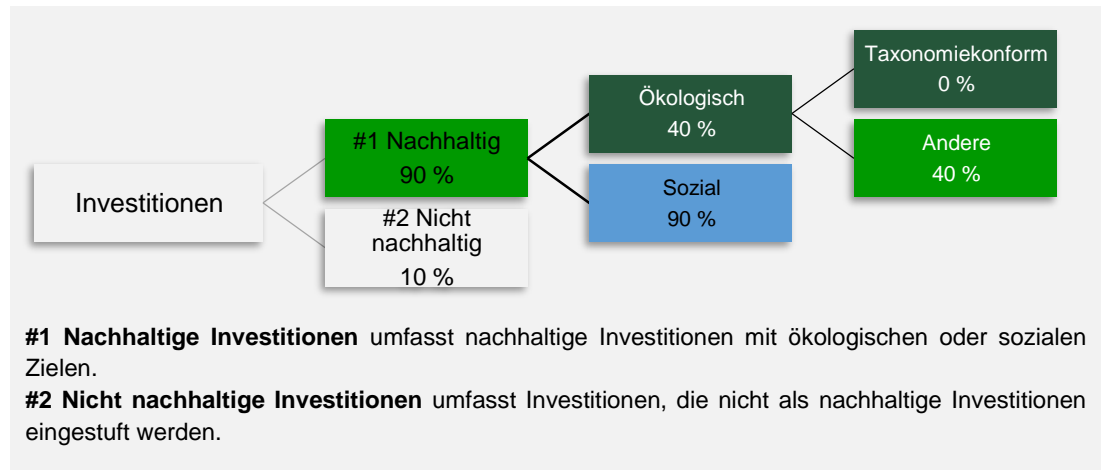 Taxonomiekonform
0 %
Ökologisch
40 %
#1 Nachhaltig
90 %
Andere
40 %
Investitionen
Sozial
90 %
#2 Nicht
nachhaltig
10 %
#1 Nachhaltige Investitionen umfasst nachhaltige Investitionen mit ökologischen oder sozialen
Zielen.
#2 Nicht nachhaltige Investitionen umfasst Investitionen, die nicht als nachhaltige Investitionen
eingestuft werden.